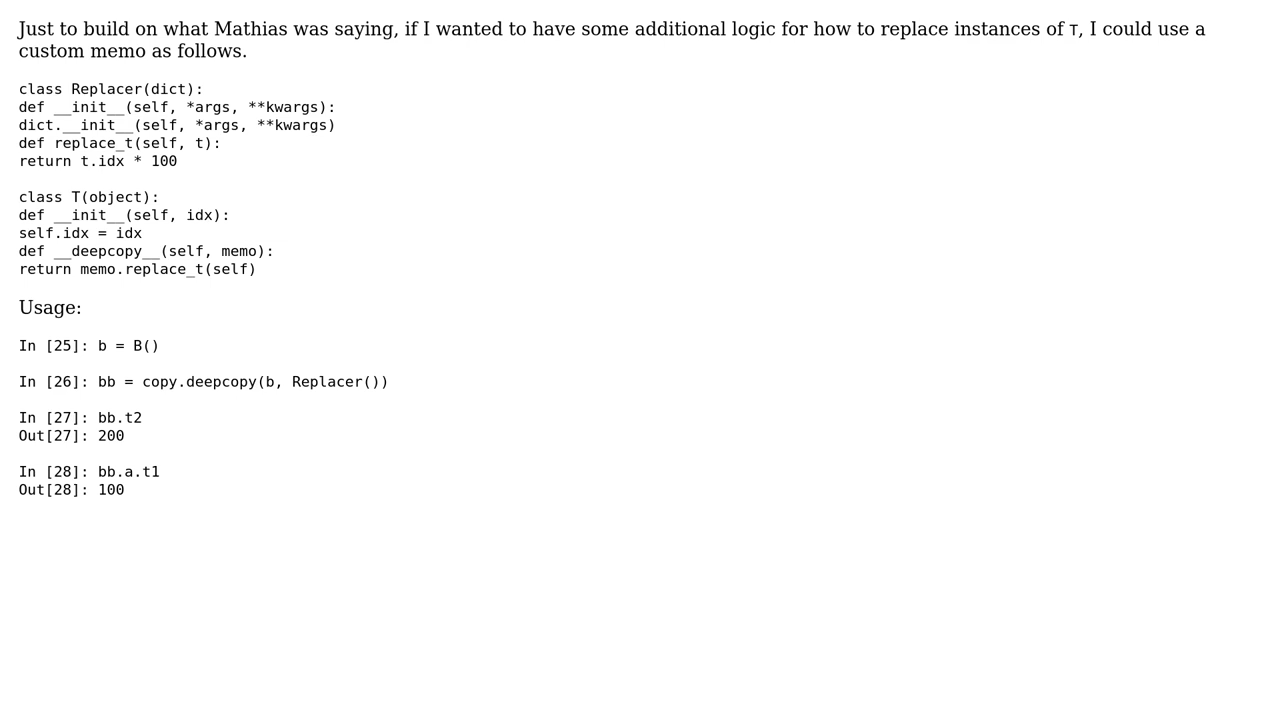 Just to build on what Mathias was saying, if I wanted to have some additional logic for how to replace instances of T, I could use a
custom memo as follows.
class Replacer(dict):
def __init__(self, *args, **kwargs):
dict.__init__(self, *args, **kwargs)
def replace_t(self, t):
return t.idx * 100
class T(object):
def __init__(self, idx):
self.idx = idx
def __deepcopy__(self, memo):
return memo.replace_t(self)
Usage:
In [25]: b = B()
In [26]: bb = copy.deepcopy(b, Replacer())
In [27]: bb.t2
Out[27]: 200
In [28]: bb.a.t1
Out[28]: 100